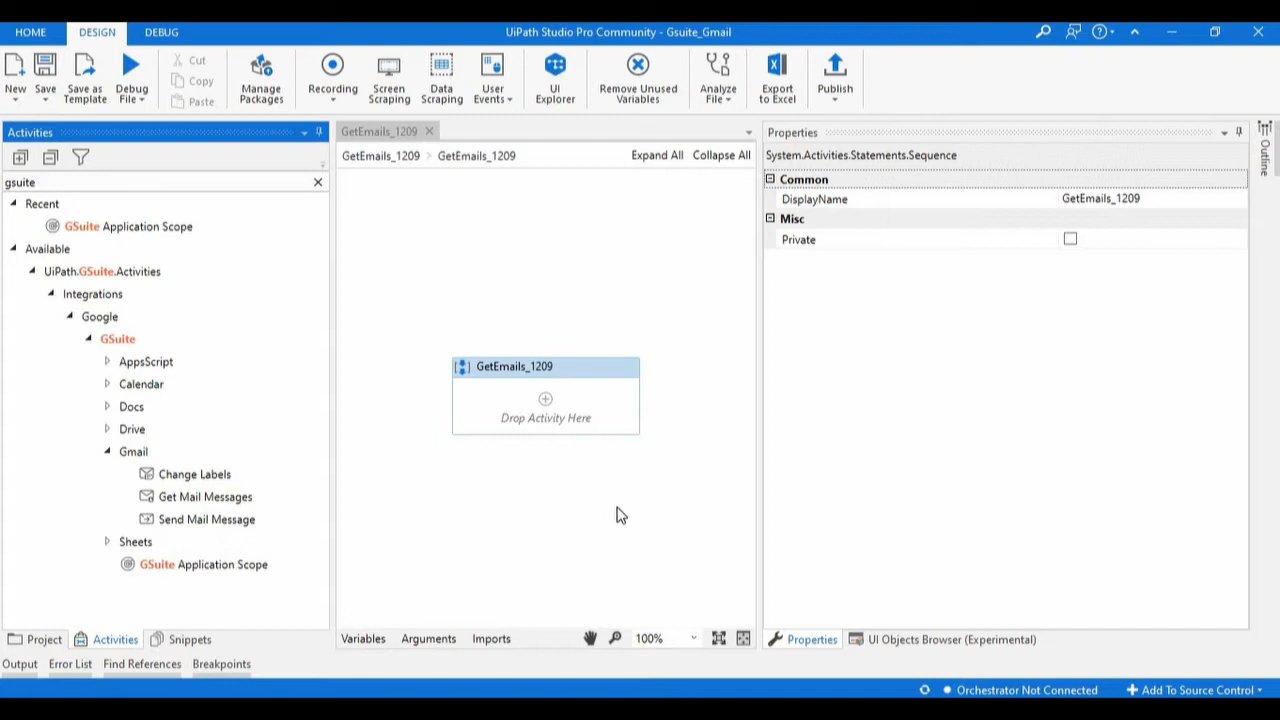 HOME
DESIGN
DEBUG
UiPath Studio Pro Community - Gsuite_Gmail
New
Save
Save as Template
Debug File
Cut
Copy
Paste
Manage Packages
Recording
Screen Scraping
Data Scraping
User Events
UI Explorer
Remove Unused Variables
Analyze File
Export to Excel
Publish
Activities
gsuite
Recent
GSuite Application Scope
Available
UiPath.GSuite.Activities
Integrations
Google
GSuite
AppsScript
Calendar
Docs
Drive
Gmail
Change Labels
Get Mail Messages
Send Mail Message
Sheets
GSuite Application Scope
Project
Activities
Snippets
GetEmails_1209
GetEmails_1209 > GetEmails_1209
Expand All
Collapse All
GetEmails_1209
Drop Activity Here
Variables
Arguments
Imports
100%
Properties
System.Activities.Statements.Sequence
Common
DisplayName GetEmails_1209
Misc
Private
Properties
UI Objects Browser (Experimental)
Outline
Output
Error List
Find References
Breakpoints
Orchestrator Not Connected
Add To Source Control